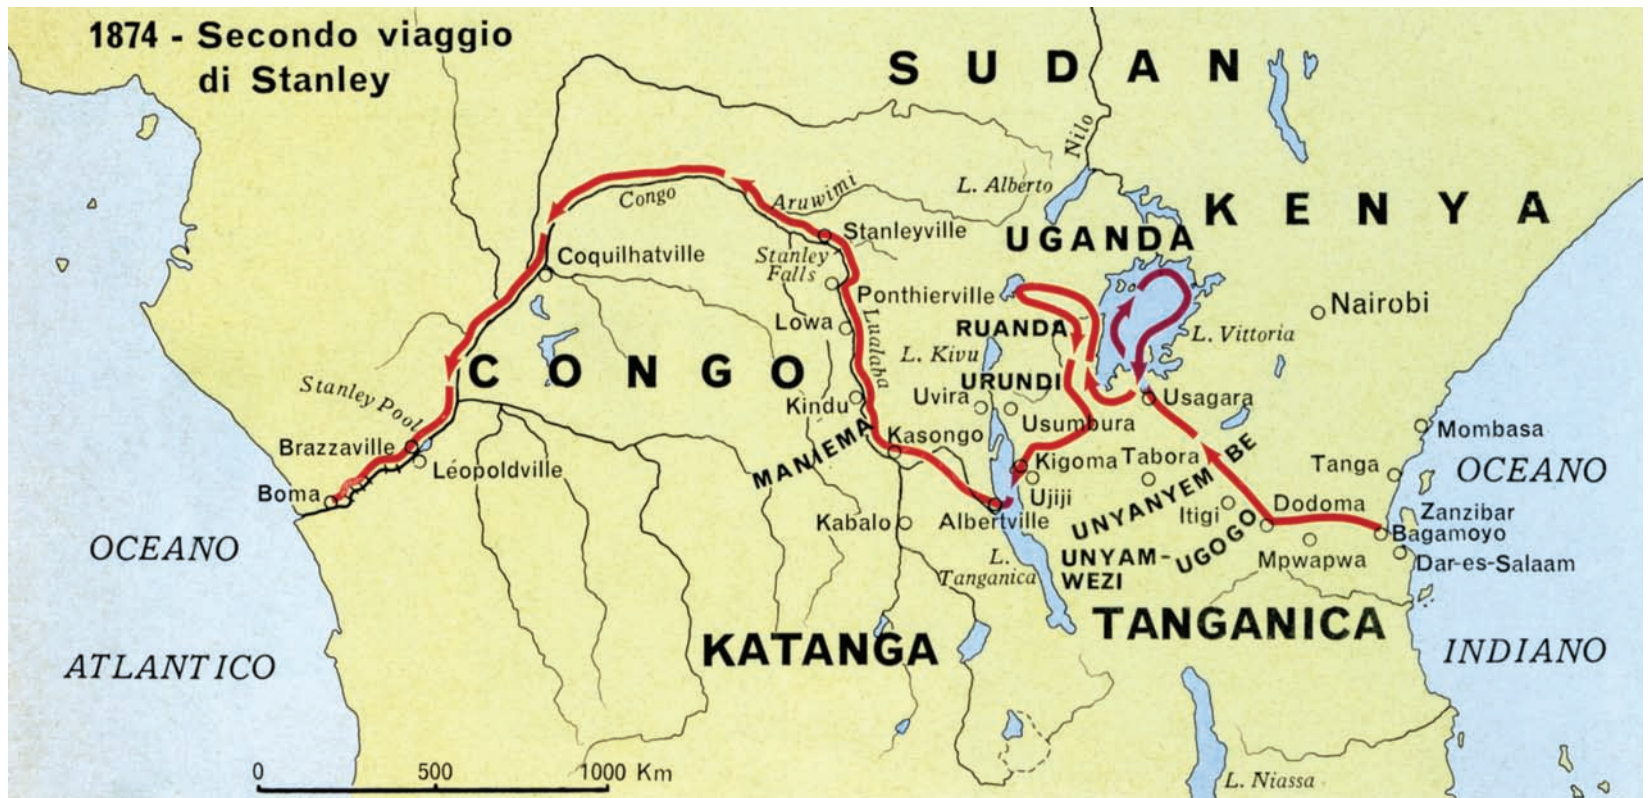 1874 - Secondo viaggio
di Stanley
SUDAN
Nilo
L. Alberto
KENYA
Congo
Aruwimi
UGANDA
Stanleyville
Coquilhatville
Stanley
Falls
Ponthierville
Nairobi
Lowa
Lualaba
RUANDA
L. Vittoria
L. Kivu
CONGO
URUNDI
Stanley Pool
Kindu
Uvira
Usagara
Usumbura
MANIEMA
Kasongo
Mombasa
Brazzaville
Léopoldville
Kigoma
Tabora
UNYANYEMBE
Tanga
OCEANO
Boma
Ujiji
Itigi
Dodoma
Kabalo
Albertville
UGOGO
Zanzibar
Bagamoyo
OCEANO
L.
Tanganica
UNYAM-
WEZI
Mpwapwa
Dar-es-Salaam
TANGANICA
KATANGA
INDIANO
ATLANTICO
0 500 1000 Km
L. Niassa